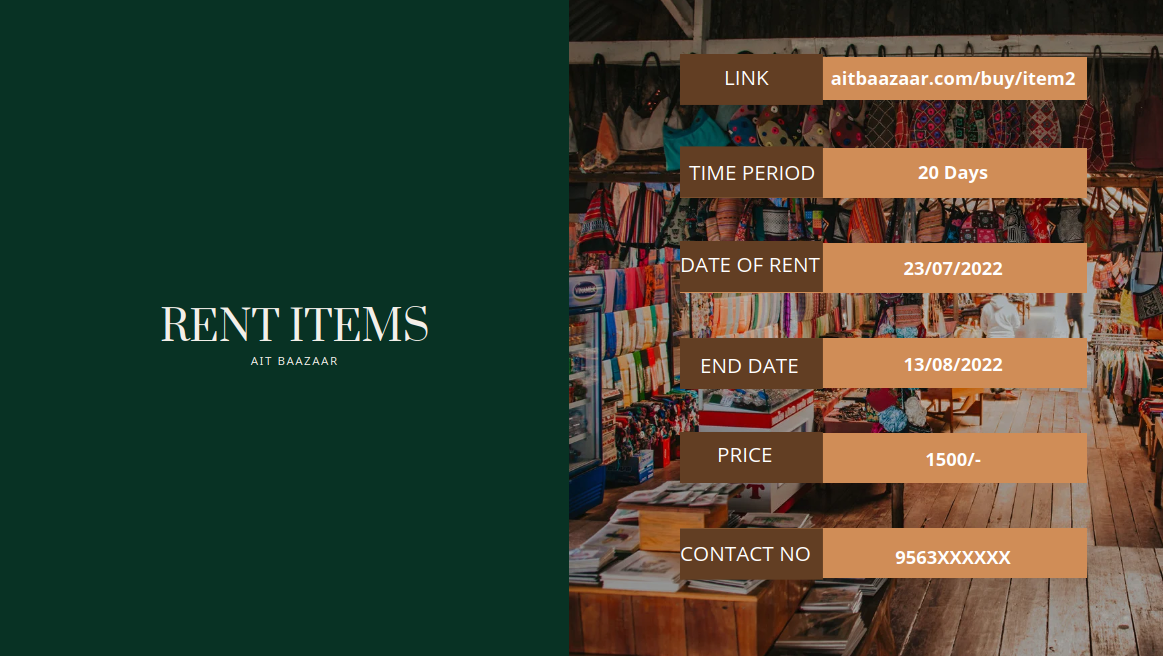 RENT ITEMS
AIT BAAZAAR
LINK aitbaazaar.com/buy/item2
TIME PERIOD 20 Days
DATE OF RENT 23/07/2022
END DATE 13/08/2022
PRICE 1500/-
CONTACT NO 9563XXXXXX